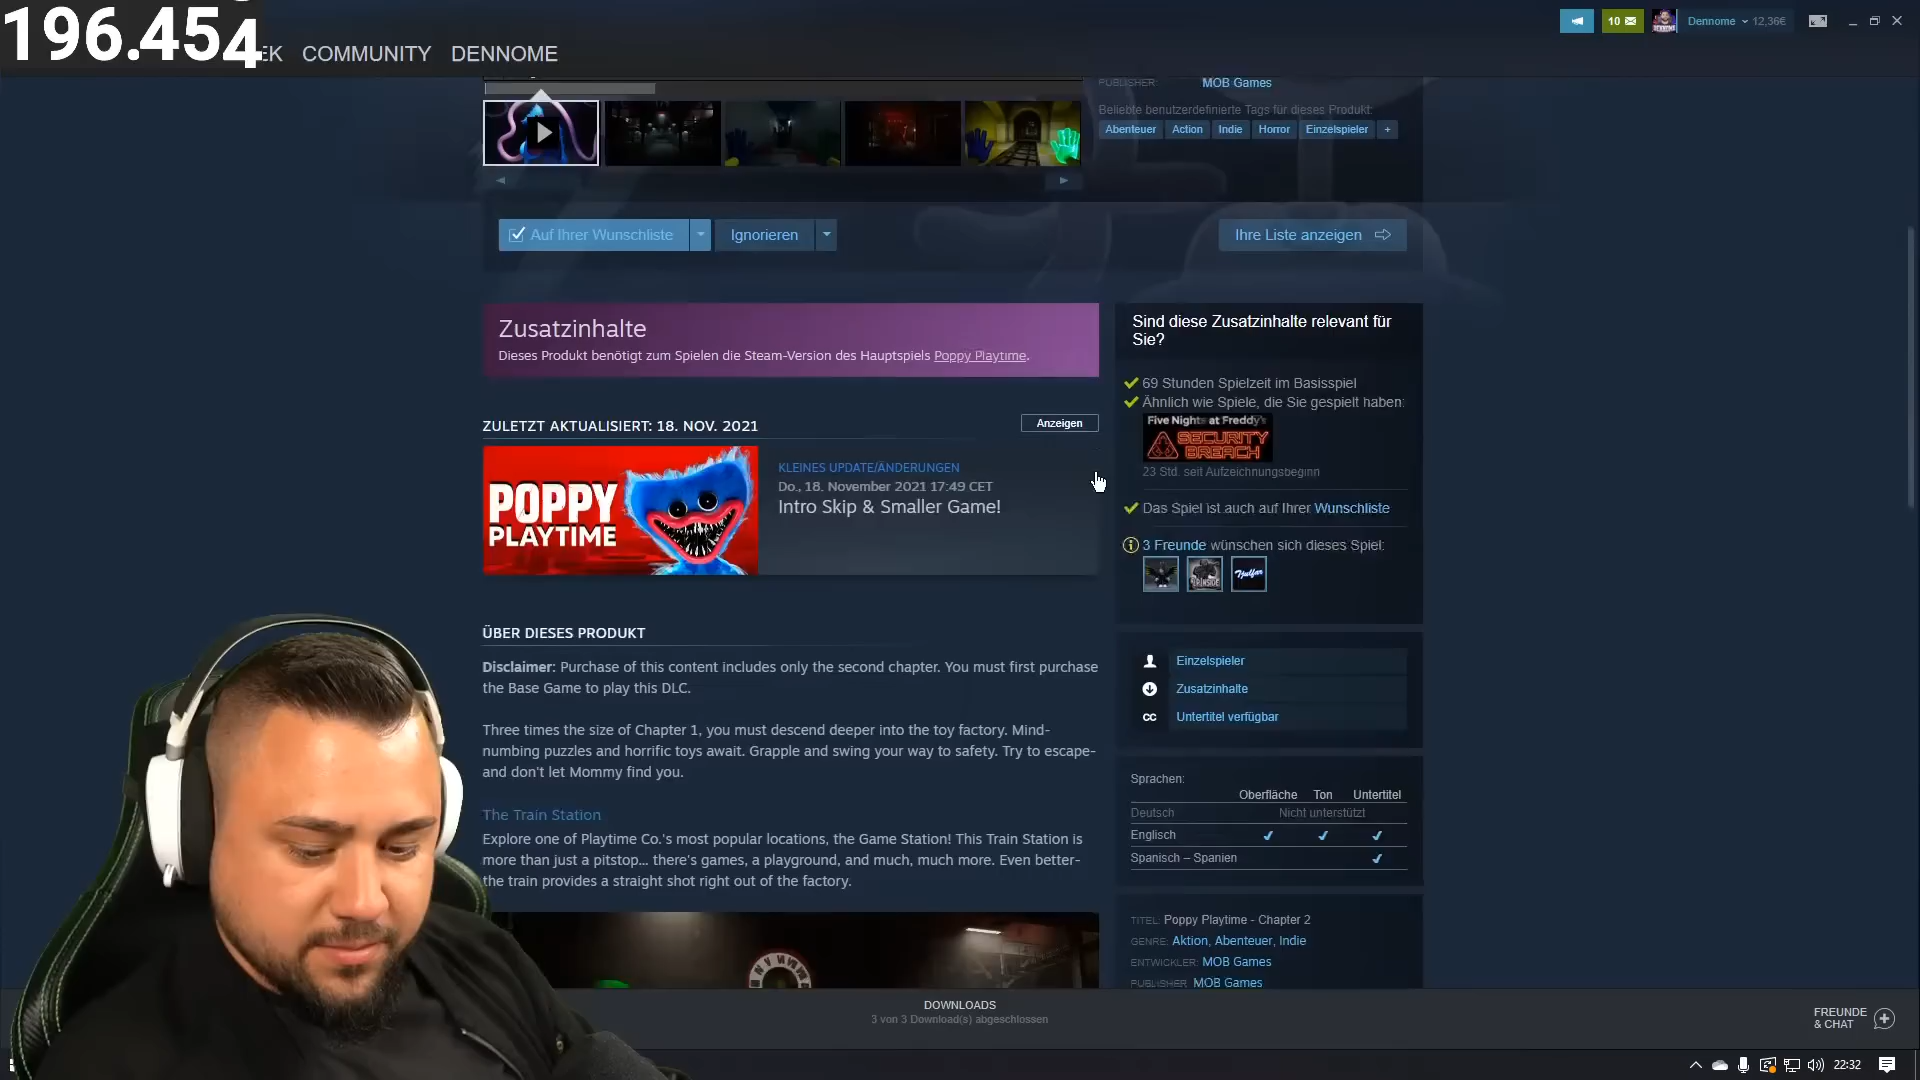 196.454
EK COMMUNITY DENNOME
10
Dennome 12,36€
PUBLISHER: MOB Games
Beliebte benutzerdefinierte Tags für dieses Produkt:
Abenteuer Action Indie Horror Einzelspieler +
Auf Ihrer Wunschliste Ignorieren Ihre Liste anzeigen
Zusatzinhalte
Dieses Produkt benötigt zum Spielen die Steam-Version des Hauptspiels Poppy Playtime.
ZULETZT AKTUALISIERT: 18. NOV. 2021 Anzeigen
POPPY
PLAYTIME
KLEINES UPDATE/ÄNDERUNGEN
Do., 18. November 2021 17:49 CET
Intro Skip & Smaller Game!
ÜBER DIESES PRODUKT
Disclaimer: Purchase of this content includes only the second chapter. You must first purchase
the Base Game to play this DLC.
Three times the size of Chapter 1, you must descend deeper into the toy factory. Mind-
numbing puzzles and horrific toys await. Grapple and swing your way to safety. Try to escape-
and don't let Mommy find you.
The Train Station
Explore one of Playtime Co.'s most popular locations, the Game Station! This Train Station is
more than just a pitstop... there's games, a playground, and much, much more. Even better-
the train provides a straight shot right out of the factory.
Sind diese Zusatzinhalte relevant für
Sie?
69 Stunden Spielzeit im Basisspiel
Ähnlich wie Spiele, die Sie gespielt haben:
Five Nights at Freddy's
SECURITY
BREACH
23 Std. seit Aufzeichnungsbeginn
Das Spiel ist auch auf Ihrer Wunschliste
3 Freunde wünschen sich dieses Spiel:
Einzelspieler
Zusatzinhalte
CC Untertitel verfügbar
Sprachen:
Oberfläche Ton Untertitel
Deutsch Nicht unterstützt
Englisch
Spanisch – Spanien
TITEL: Poppy Playtime - Chapter 2
GENRE: Aktion, Abenteuer, Indie
ENTWICKLER: MOB Games
PUBLISHER: MOB Games
DOWNLOADS
3 von 3 Download(s) abgeschlossen
FREUNDE
& CHAT
22:32